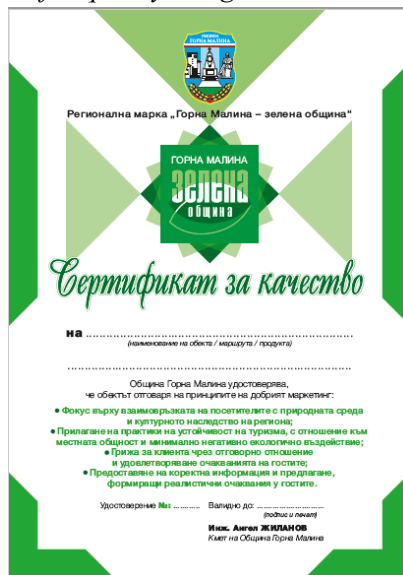 ГОРНА МАЛИНА
Регионална марка „Горна Малина – зелена община“
ГОРНА МАЛИНА
зелена
община
Сертификат за качество
на ..............................................................................
(наименование на обекта / маршрута / продукта)
...................................................................................
Община Горна Малина удостоверява,
че обектът отговаря на принципите на добрият маркетинг:
● Фокус върху взаимовръзката на посетителите с природната среда
и културното наследство на региона;
● Прилагане на практики на устойчивост на туризма, с отношение към
местната общност и минимално негативно екологично въздействие;
● Грижа за клиента чрез отговорно отношение
и удовлетворяване очакванията на гостите;
● Предоставяне на коректна информация и предлагане,
формиращи реалистични очаквания у гостите.
Удостоверение №: ........... Валидно до: ...........................
(подпис и печат)
Инж. Ангел ЖИЛАНОВ
Кмет на Община Горна Малина